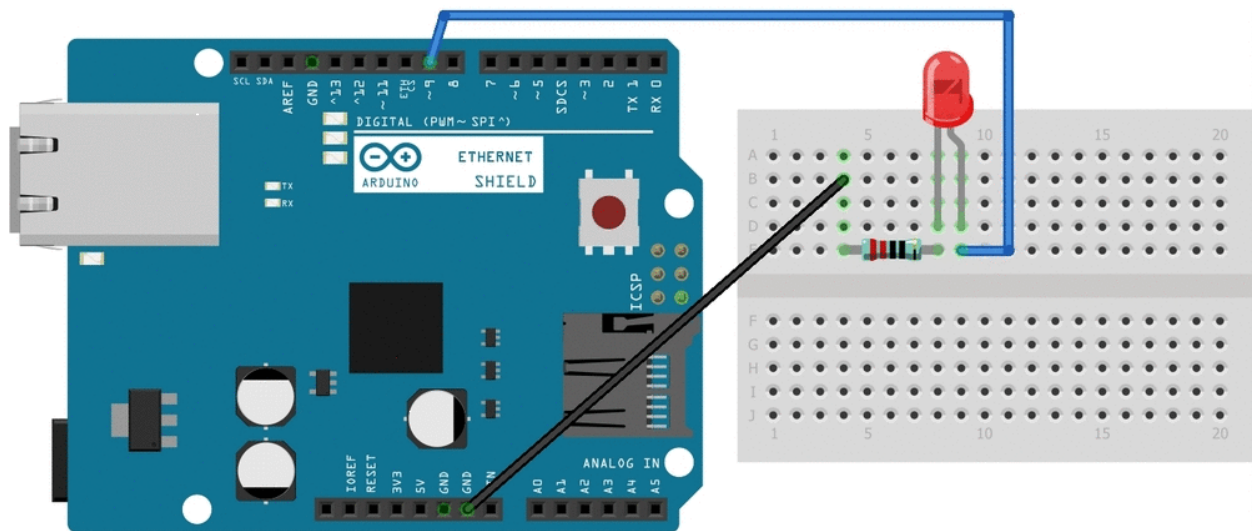 SCL SDA AREF GND ^13 ^12 ~11 ETH CS ~9 8 7 ~6 ~5 SDCS ~3 2 TX 1 RX 0
DIGITAL (PWM~ SPI^)
ARDUINO
ETHERNET
SHIELD
TX
RX
ICSP
ANALOG IN
IOREF RESET 3V3 5V GND GND A0 A1 A2 A3 A4 A5
1 5 10 15 20
A
B
C
D
F
G
H
I
J
1 5 10 15 20